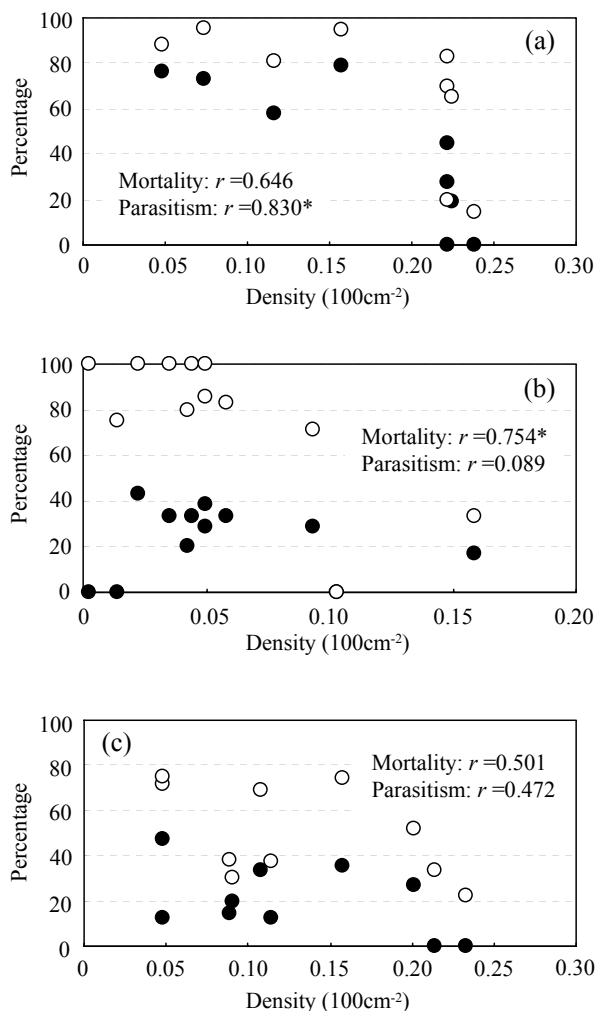 100
(a)
80
60
Percentage
40
Mortality: r =0.646
20
Parasitism: r =0.830*
0
0 0.05 0.10 0.15 0.20 0.25 0.30
Density (100cm-2)
100
(b)
80
Mortality: r =0.754*
60
Parasitism: r =0.089
Percentage
40
20
0
0 0.05 0.10 0.15 0.20
Density (100cm-2)
100
(c)
80
Mortality: r =0.501
Parasitism: r =0.472
60
Percentage
40
20
0
0 0.05 0.10 0.15 0.20 0.25 0.30
Density (100cm-2)